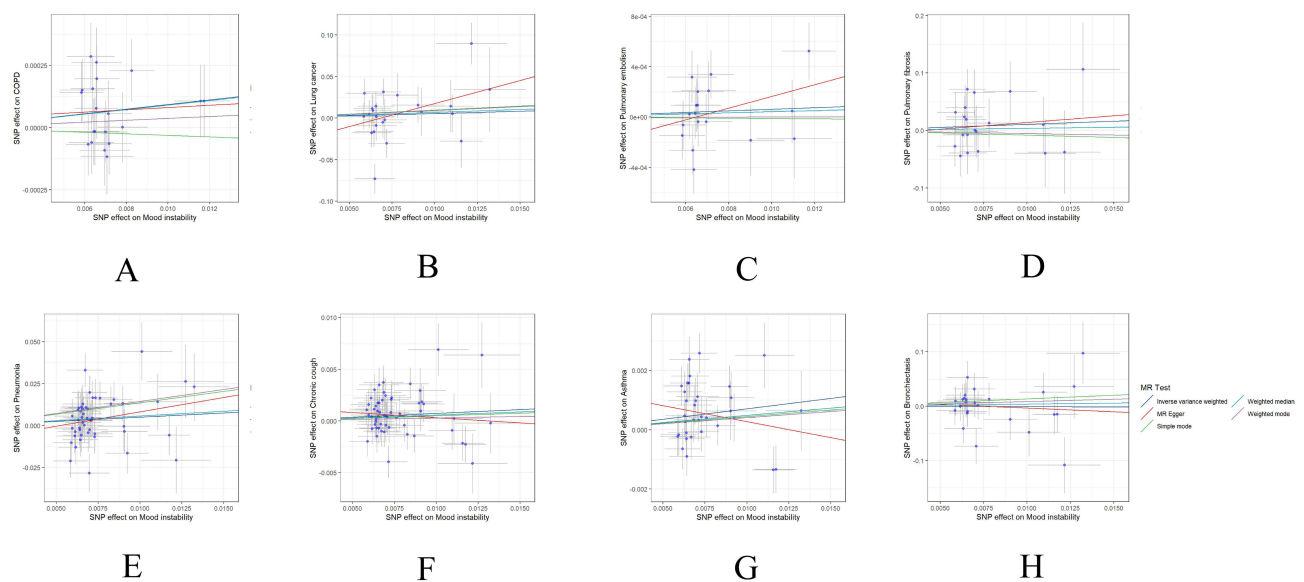 SNP effect on COPD
0.00025
0.00000
-0.00025
0.006
0.008
0.010
0.012
SNP effect on Mood instability
A
SNP effect on Lung cancer
0.10
0.05
0.00
-0.05
-0.10
0.0050
0.0075
0.0100
0.0125
0.0150
SNP effect on Mood instability
B
SNP effect on Pulmonary embolism
8e-04
4e-04
0e+00
-4e-04
0.006
0.008
0.010
0.012
SNP effect on Mood instability
C
SNP effect on Pulmonary fibrosis
0.2
0.1
0.0
-0.1
0.0050
0.0075
0.0100
0.0125
0.0150
SNP effect on Mood instability
D
SNP effect on Pneumonia
0.050
0.025
0.000
-0.025
0.0050
0.0075
0.0100
0.0125
0.0150
SNP effect on Mood instability
E
SNP effect on Chronic cough
0.010
0.005
0.000
-0.005
0.0050
0.0075
0.0100
0.0125
0.0150
SNP effect on Mood instability
F
SNP effect on Asthma
0.002
0.000
-0.002
0.0050
0.0075
0.0100
0.0125
0.0150
SNP effect on Mood instability
G
SNP effect on Bronchiectasis
0.1
0.0
-0.1
0.0050
0.0075
0.0100
0.0125
0.0150
SNP effect on Mood instability
H
MR Test
Inverse variance weighted
Weighted median
MR Egger
Weighted mode
Simple mode